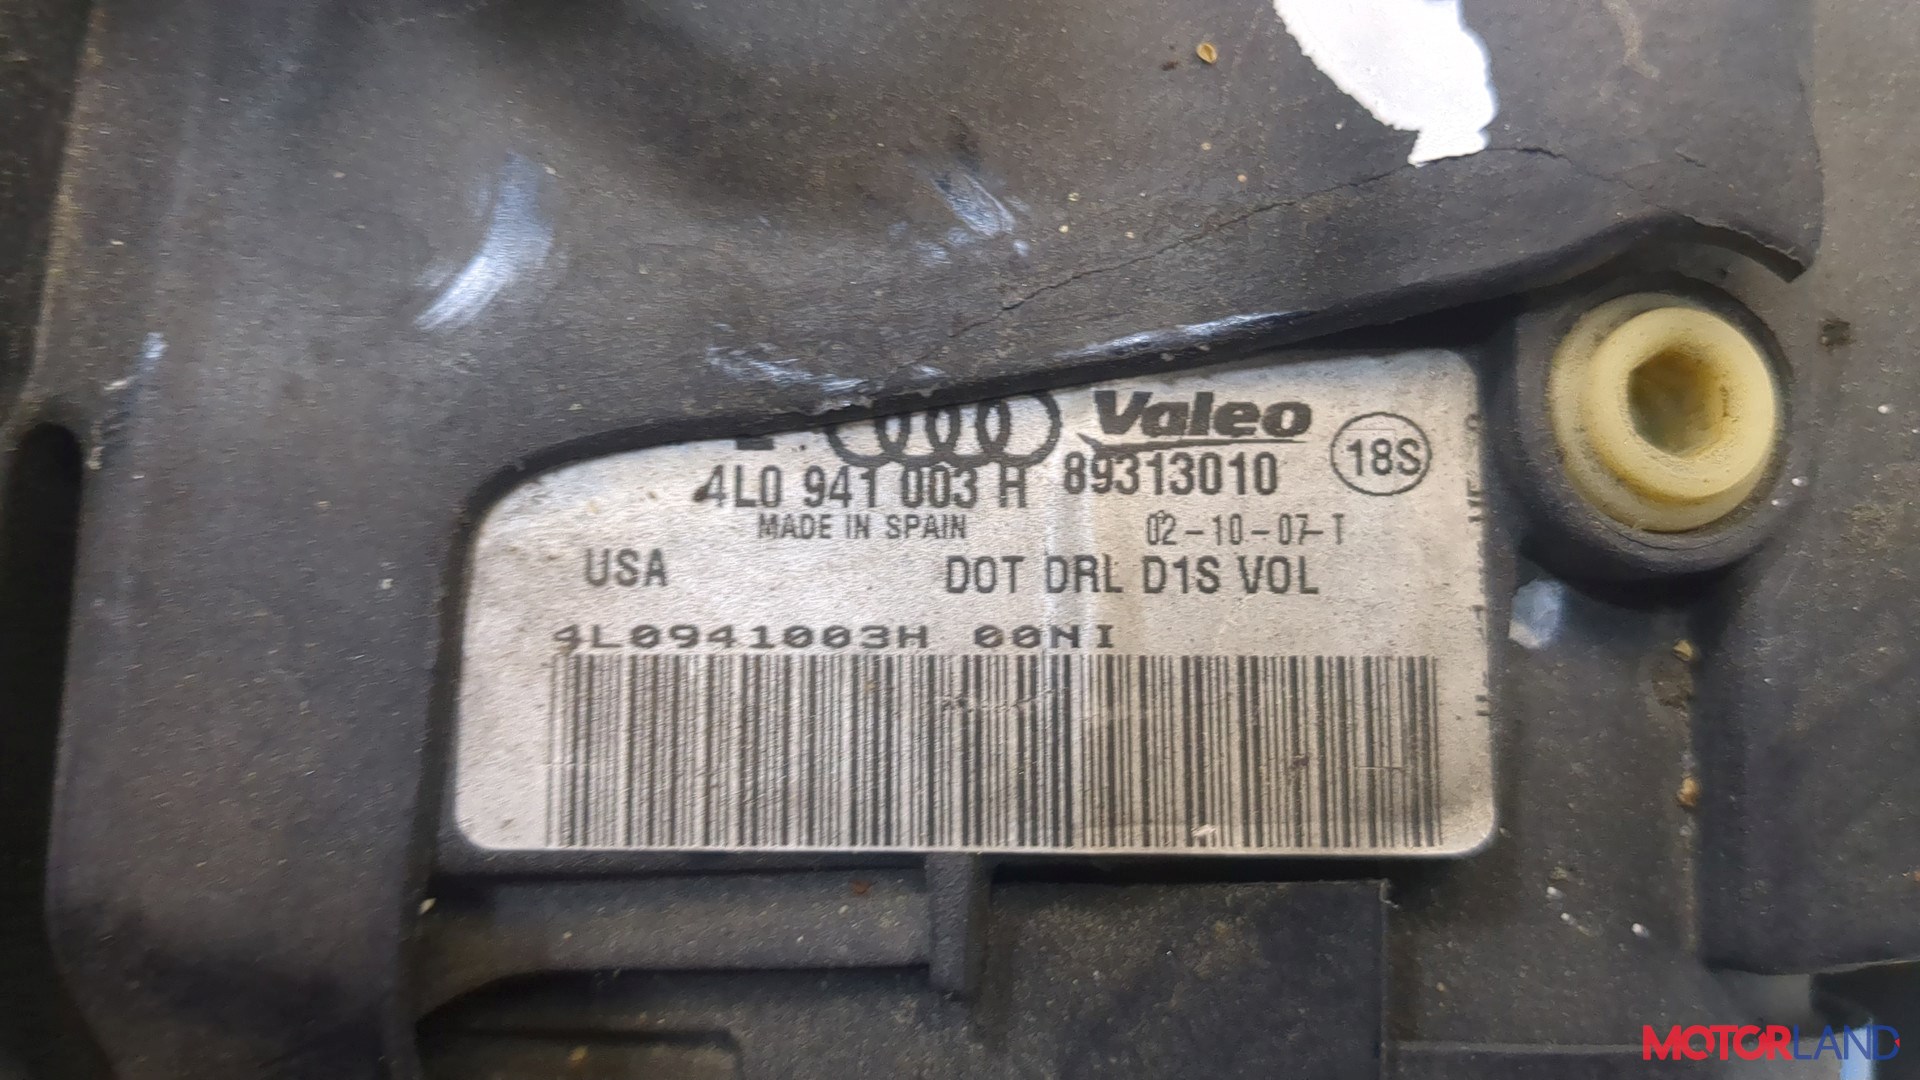 Valeo
4L0 941 003 H 89313010 18S
MADE IN SPAIN 02-10-07-T
USA DOT DRL D1S VOL
4L0941003H 00NI
MOTORLAND